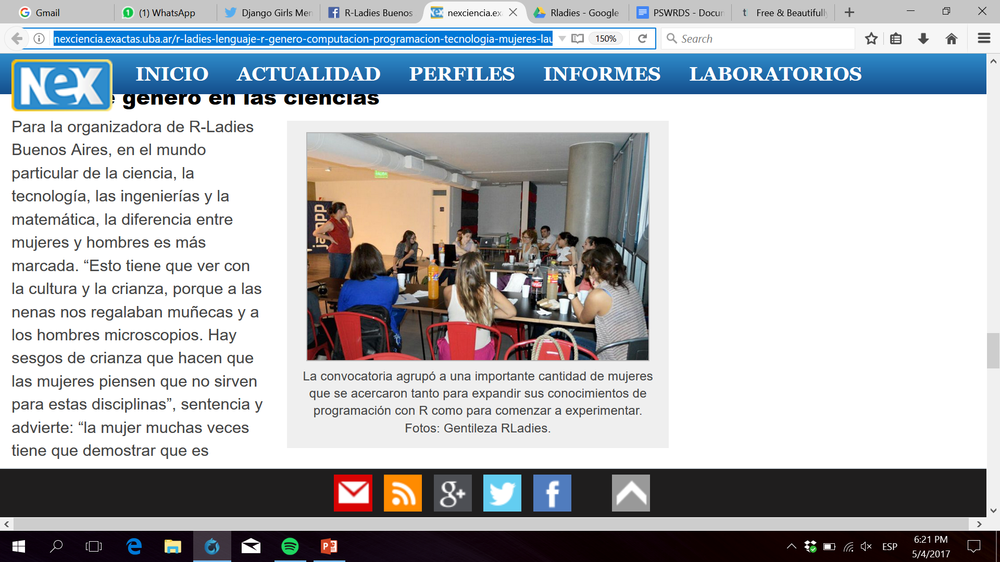 Gmail
(1) WhatsApp
Django Girls Men
R-Ladies Buenos
nexciencia.ex
Rladies - Google
PSWRDS - Docun
Free & Beautifully
nexciencia.exactas.uba.ar/r-ladies-lenguaje-r-genero-computacion-programacion-tecnologia-mujeres-lau
150%
Search
Nex
INICIO
ACTUALIDAD
PERFILES
INFORMES
LABORATORIOS
e género en las ciencias
Para la organizadora de R-Ladies
Buenos Aires, en el mundo
particular de la ciencia, la
tecnología, las ingenierías y la
matemática, la diferencia entre
mujeres y hombres es más
marcada. “Esto tiene que ver con
la cultura y la crianza, porque a las
nenas nos regalaban muñecas y a
los hombres microscopios. Hay
sesgos de crianza que hacen que
las mujeres piensen que no sirven
para estas disciplinas”, sentencia y
advierte: “la mujer muchas veces
tiene que demostrar que es
La convocatoria agrupó a una importante cantidad de mujeres
que se acercaron tanto para expandir sus conocimientos de
programación con R como para comenzar a experimentar.
Fotos: Gentileza RLadies.
ESP
6:21 PM
5/4/2017